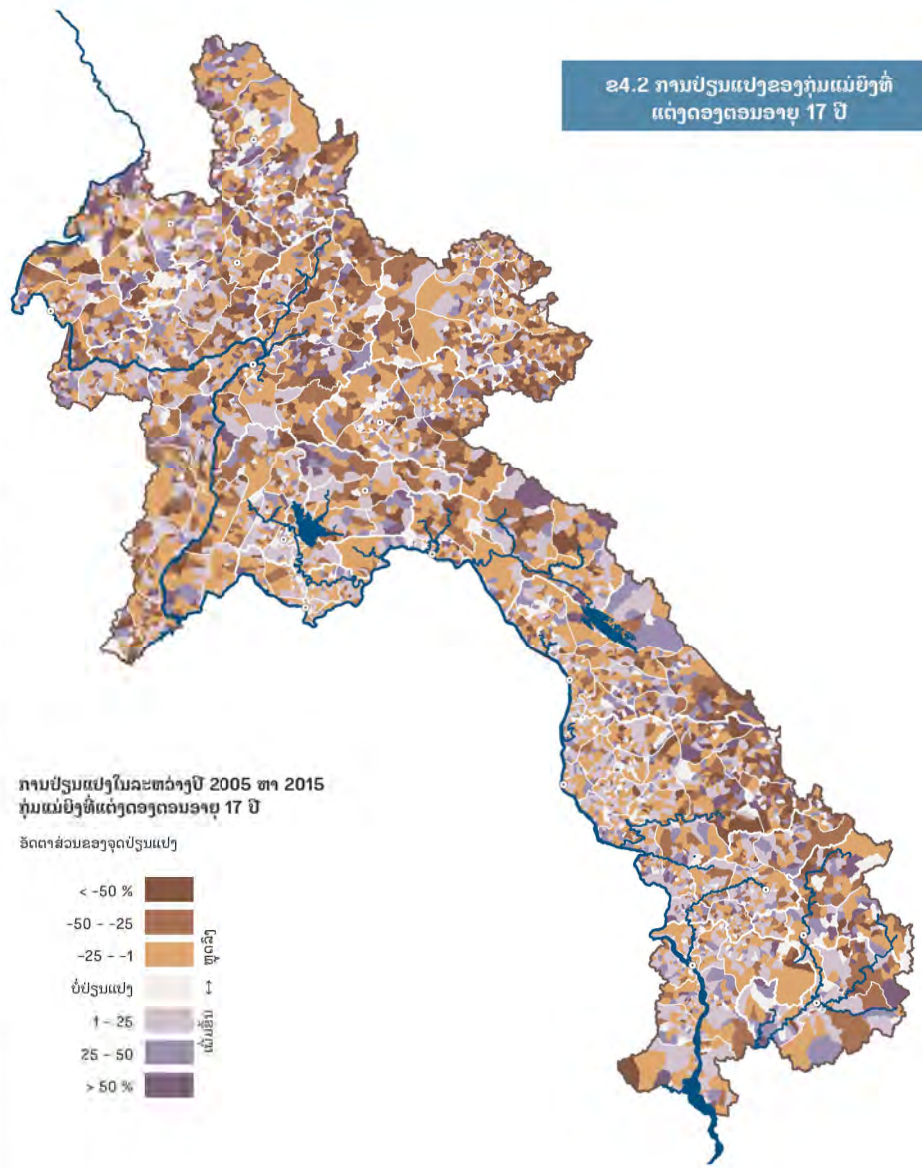 ຂ4.2 ການປ່ຽນແປງຂອງກຸ່ມແມ່ຍິງທີ່
ແຕ່ງດອງຕອນອາຍຸ 17 ປີ
ການປ່ຽນແປງໃນລະຫວ່າງປີ 2005 ຫາ 2015
ກຸ່ມແມ່ຍິງທີ່ແຕ່ງດອງຕອນອາຍຸ 17 ປີ
ອັດຕາສ່ວນຂອງຈຸດປ່ຽນແປງ
< -50 %
-50 - -25
-25 - -1
ບໍ່ປ່ຽນແປງ
1 - 25
25 - 50
> 50 %
ຫຼຸດລົງ
↕
ເພີ່ມຂຶ້ນ